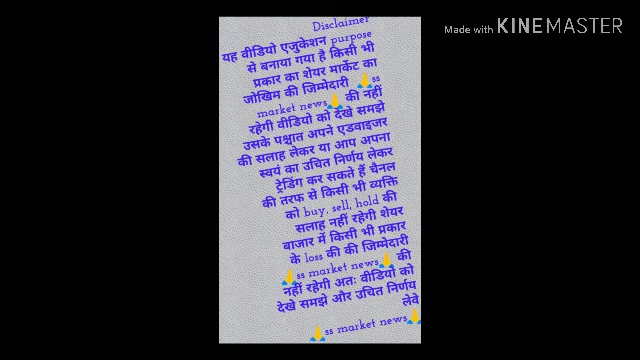 Made with KINEMASTER
Disclaimer
यह वीडियो एजुकेशन purpose
से बनाया गया है किसी भी
प्रकार का शेयर मार्केट का
जोखिम की जिम्मेदारी 🙏ss
market news🙏 की नहीं
रहेगी वीडियो को देखे समझे
उसके पश्चात अपने एडवाइजर
की सलाह लेकर या आप अपना
स्वयं का उचित निर्णय लेकर
ट्रेडिंग कर सकते हैं चैनल
की तरफ से किसी भी व्यक्ति
को buy, sell, hold की
सलाह नहीं रहेगी शेयर
बाजार में किसी भी प्रकार
के loss की की जिम्मेदारी
🙏ss market news🙏 की
नहीं रहेगी अतः वीडियो को
देखे समझे और उचित निर्णय
लेवे
🙏ss market news🙏